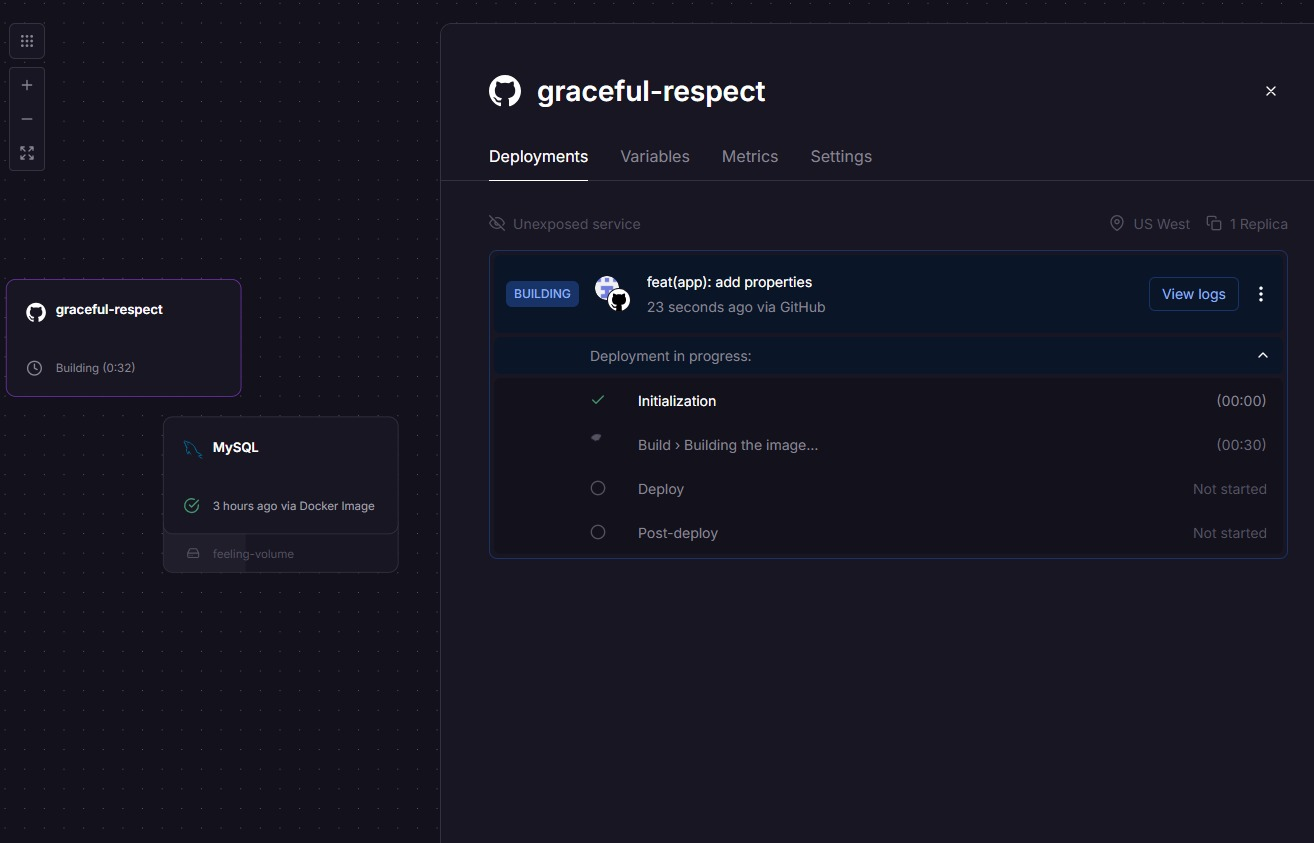 graceful-respect
Building (0:32)
MySQL
3 hours ago via Docker Image
feeling-volume
graceful-respect
Deployments Variables Metrics Settings
Unexposed service US West 1 Replica
BUILDING feat(app): add properties View logs
23 seconds ago via GitHub
Deployment in progress:
Initialization (00:00)
Build › Building the image... (00:30)
Deploy Not started
Post-deploy Not started